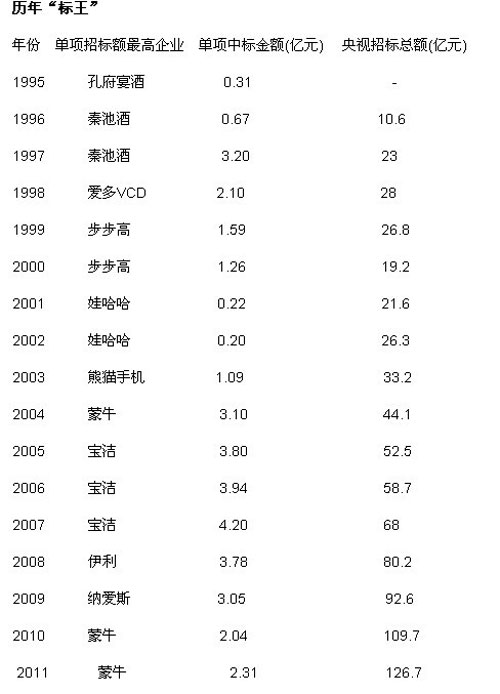 历年“标王”
年份 单项招标额最高企业 单项中标金额(亿元) 央视招标总额(亿元)
1995 孔府宴酒 0.31 -
1996 秦池酒 0.67 10.6
1997 秦池酒 3.20 23
1998 爱多VCD 2.10 28
1999 步步高 1.59 26.8
2000 步步高 1.26 19.2
2001 娃哈哈 0.22 21.6
2002 娃哈哈 0.20 26.3
2003 熊猫手机 1.09 33.2
2004 蒙牛 3.10 44.1
2005 宝洁 3.80 52.5
2006 宝洁 3.94 58.7
2007 宝洁 4.20 68
2008 伊利 3.78 80.2
2009 纳爱斯 3.05 92.6
2010 蒙牛 2.04 109.7
2011 蒙牛 2.31 126.7